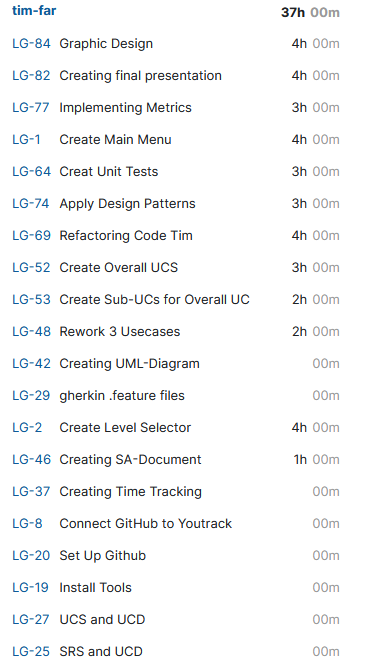 tim-far 37h 00m
LG-84 Graphic Design 4h 00m
LG-82 Creating final presentation 4h 00m
LG-77 Implementing Metrics 3h 00m
LG-1 Create Main Menu 4h 00m
LG-64 Creat Unit Tests 3h 00m
LG-74 Apply Design Patterns 3h 00m
LG-69 Refactoring Code Tim 4h 00m
LG-52 Create Overall UCS 3h 00m
LG-53 Create Sub-UCs for Overall UC 2h 00m
LG-48 Rework 3 Usecases 2h 00m
LG-42 Creating UML-Diagram 00m
LG-29 gherkin .feature files 00m
LG-2 Create Level Selector 4h 00m
LG-46 Creating SA-Document 1h 00m
LG-37 Creating Time Tracking 00m
LG-8 Connect GitHub to Youtrack 00m
LG-20 Set Up Github 00m
LG-19 Install Tools 00m
LG-27 UCS and UCD 00m
LG-25 SRS and UCD 00m